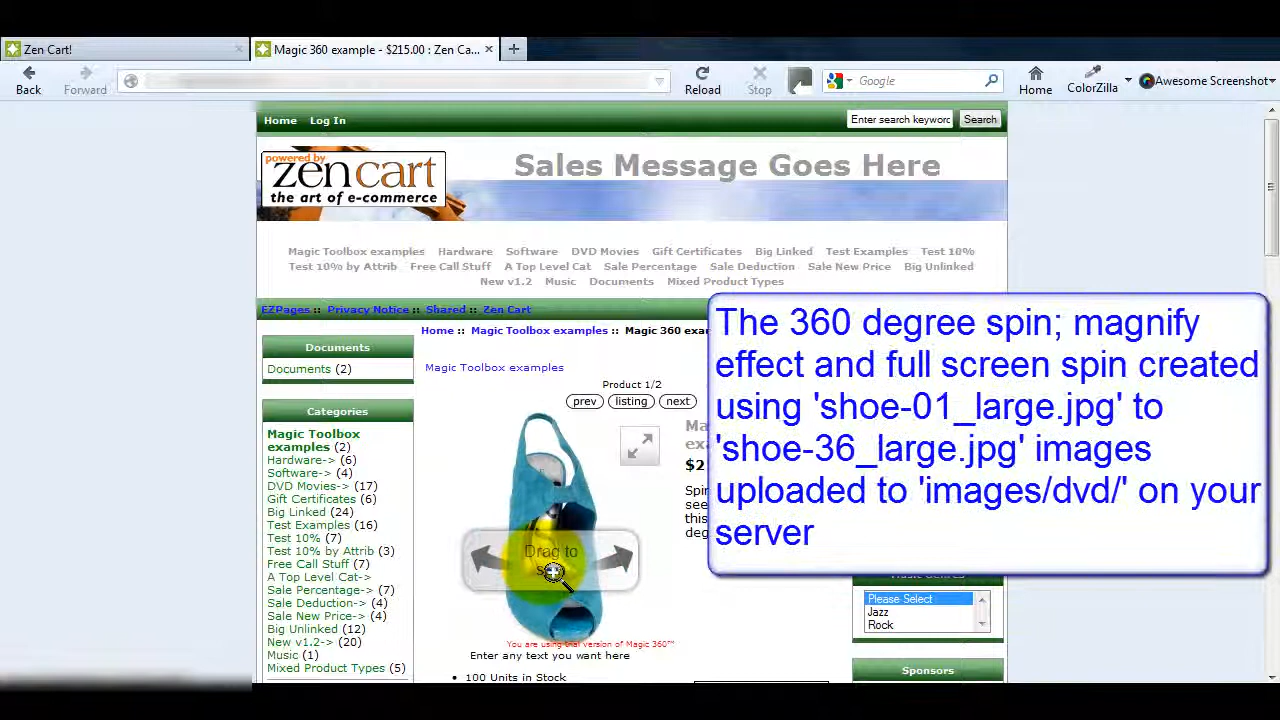 Zen Cart!
Magic 360 example - $215.00 : Zen Ca...
Back
Forward
Reload
Stop
Google
Home
ColorZilla
Awesome Screenshot
Home Log In
Enter search keyworc
Search
powered by
zen cart
the art of e-commerce
Sales Message Goes Here
Magic Toolbox examples Hardware Software DVD Movies Gift Certificates Big Linked Test Examples Test 10%
Test 10% by Attrib Free Call Stuff A Top Level Cat Sale Percentage Sale Deduction Sale New Price Big Unlinked
New v1.2 Music Documents Mixed Product Types
EZPages :: Privacy Notice :: Shared :: Zen Cart
Home :: Magic Toolbox examples :: Magic 360 exa
Documents
Documents (2)
Categories
Magic Toolbox
examples (2)
Hardware-> (6)
Software-> (4)
DVD Movies-> (17)
Gift Certificates (6)
Big Linked (24)
Test Examples (16)
Test 10% (7)
Test 10% by Attrib (3)
Free Call Stuff (7)
A Top Level Cat->
Sale Percentage-> (7)
Sale Deduction-> (4)
Sale New Price-> (4)
Big Unlinked (12)
New v1.2-> (20)
Music (1)
Mixed Product Types (5)
Magic Toolbox examples
Product 1/2
prev
listing
next
$2
Drag to
You are using trial version of Magic 360™
Enter any text you want here
100 Units in Stock
The 360 degree spin; magnify
effect and full screen spin created
using 'shoe-01_large.jpg' to
'shoe-36_large.jpg' images
uploaded to 'images/dvd/' on your
server
Please Select
Jazz
Rock
Sponsors